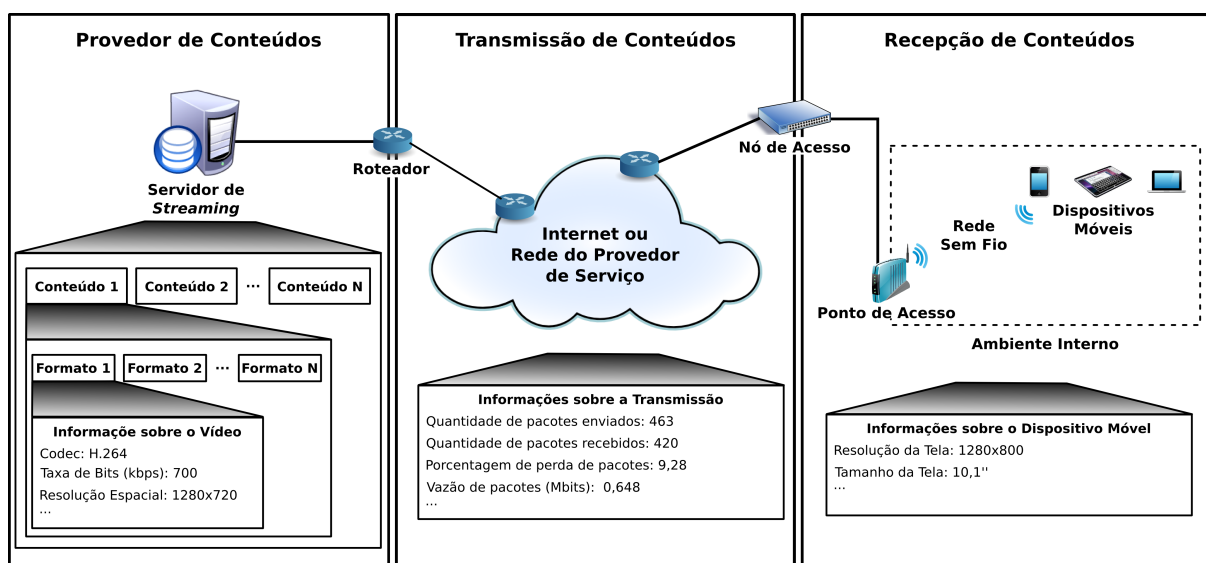 Provedor de Conteúdos
Servidor de
Streaming
Conteúdo 1
Conteúdo 2
...
Conteúdo N
Formato 1
Formato 2
...
Formato N
Informaçõe sobre o Vídeo
Codec: H.264
Taxa de Bits (kbps): 700
Resolução Espacial: 1280x720
...
Roteador
Transmissão de Conteúdos
Internet ou
Rede do Provedor
de Serviço
Informações sobre a Transmissão
Quantidade de pacotes enviados: 463
Quantidade de pacotes recebidos: 420
Porcentagem de perda de pacotes: 9,28
Vazão de pacotes (Mbits): 0,648
...
Nó de Acesso
Recepção de Conteúdos
Rede
Sem Fio
Dispositivos
Móveis
Ponto de Acesso
Ambiente Interno
Informações sobre o Dispositivo Móvel
Resolução da Tela: 1280x800
Tamanho da Tela: 10,1''
...